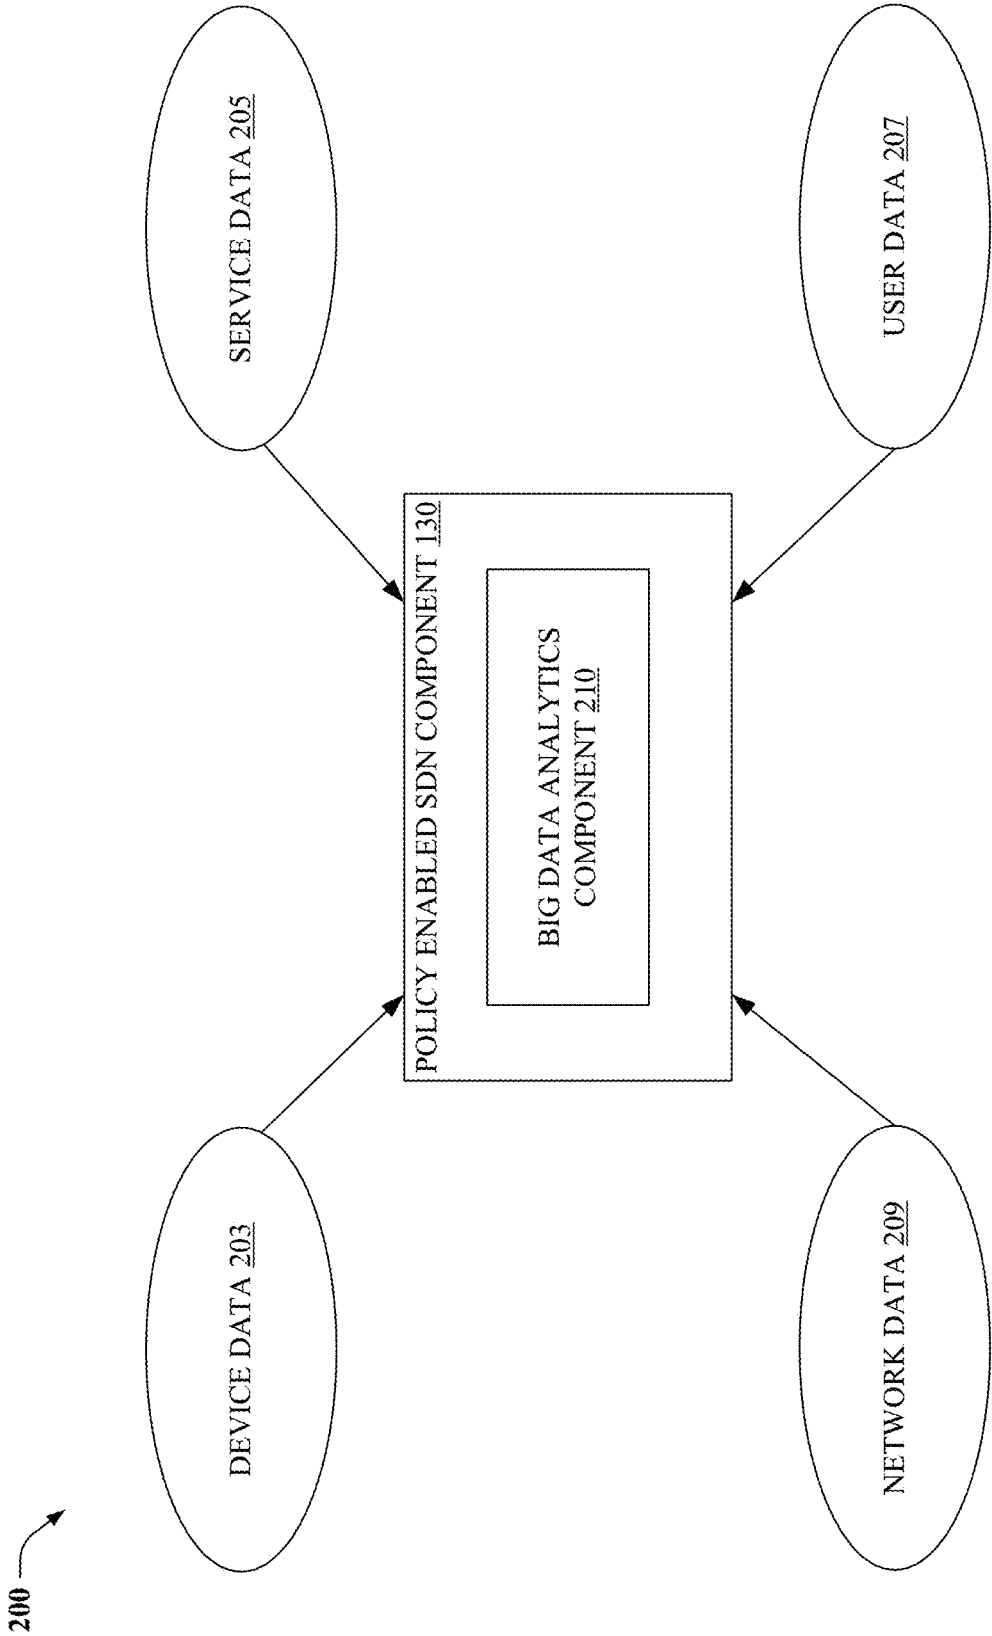 200
DEVICE DATA 203
SERVICE DATA 205
POLICY ENABLED SDN COMPONENT 130
BIG DATA ANALYTICS
COMPONENT 210
NETWORK DATA 209
USER DATA 207